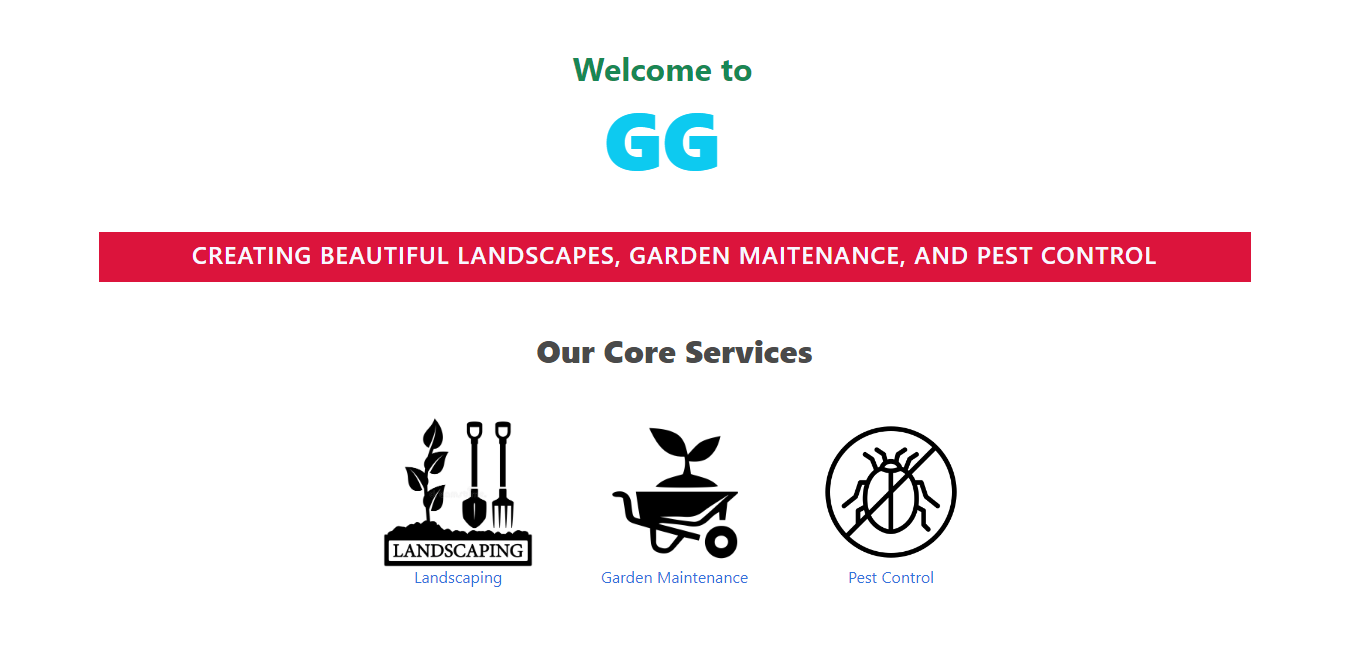 Welcome to
GG
CREATING BEAUTIFUL LANDSCAPES, GARDEN MAITENANCE, AND PEST CONTROL
Our Core Services
LANDSCAPING
Landscaping
Garden Maintenance
Pest Control